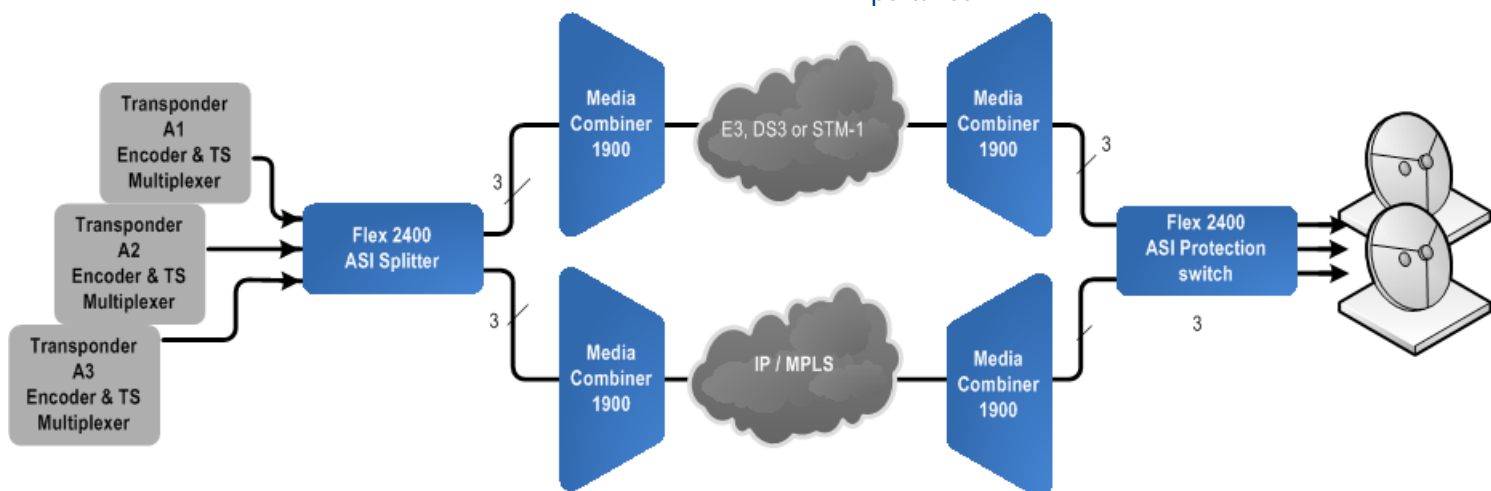 Transponder
A1
Encoder & TS
Multiplexer
Transponder
A2
Encoder & TS
Multiplexer
Transponder
A3
Encoder & TS
Multiplexer
Flex 2400
ASI Splitter
3
3
Media
Combiner
1900
Media
Combiner
1900
E3, DS3 or STM-1
IP / MPLS
Media
Combiner
1900
Media
Combiner
1900
3
3
Flex 2400
ASI Protection
switch